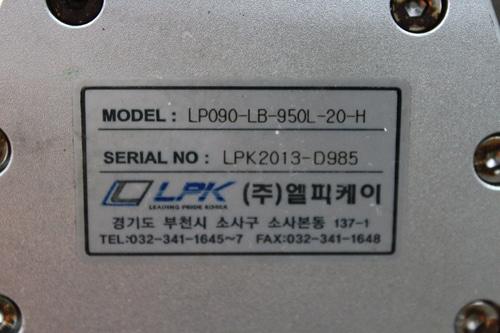 MODEL : LP090-LB-950L-20-H
SERIAL NO : LPK2013-D985
LPK (주)엘피케이
LEADING PRIDE KOREA
경기도 부천시 소사구 소사본동 137-1
TEL:032-341-1645~7 FAX:032-341-1648